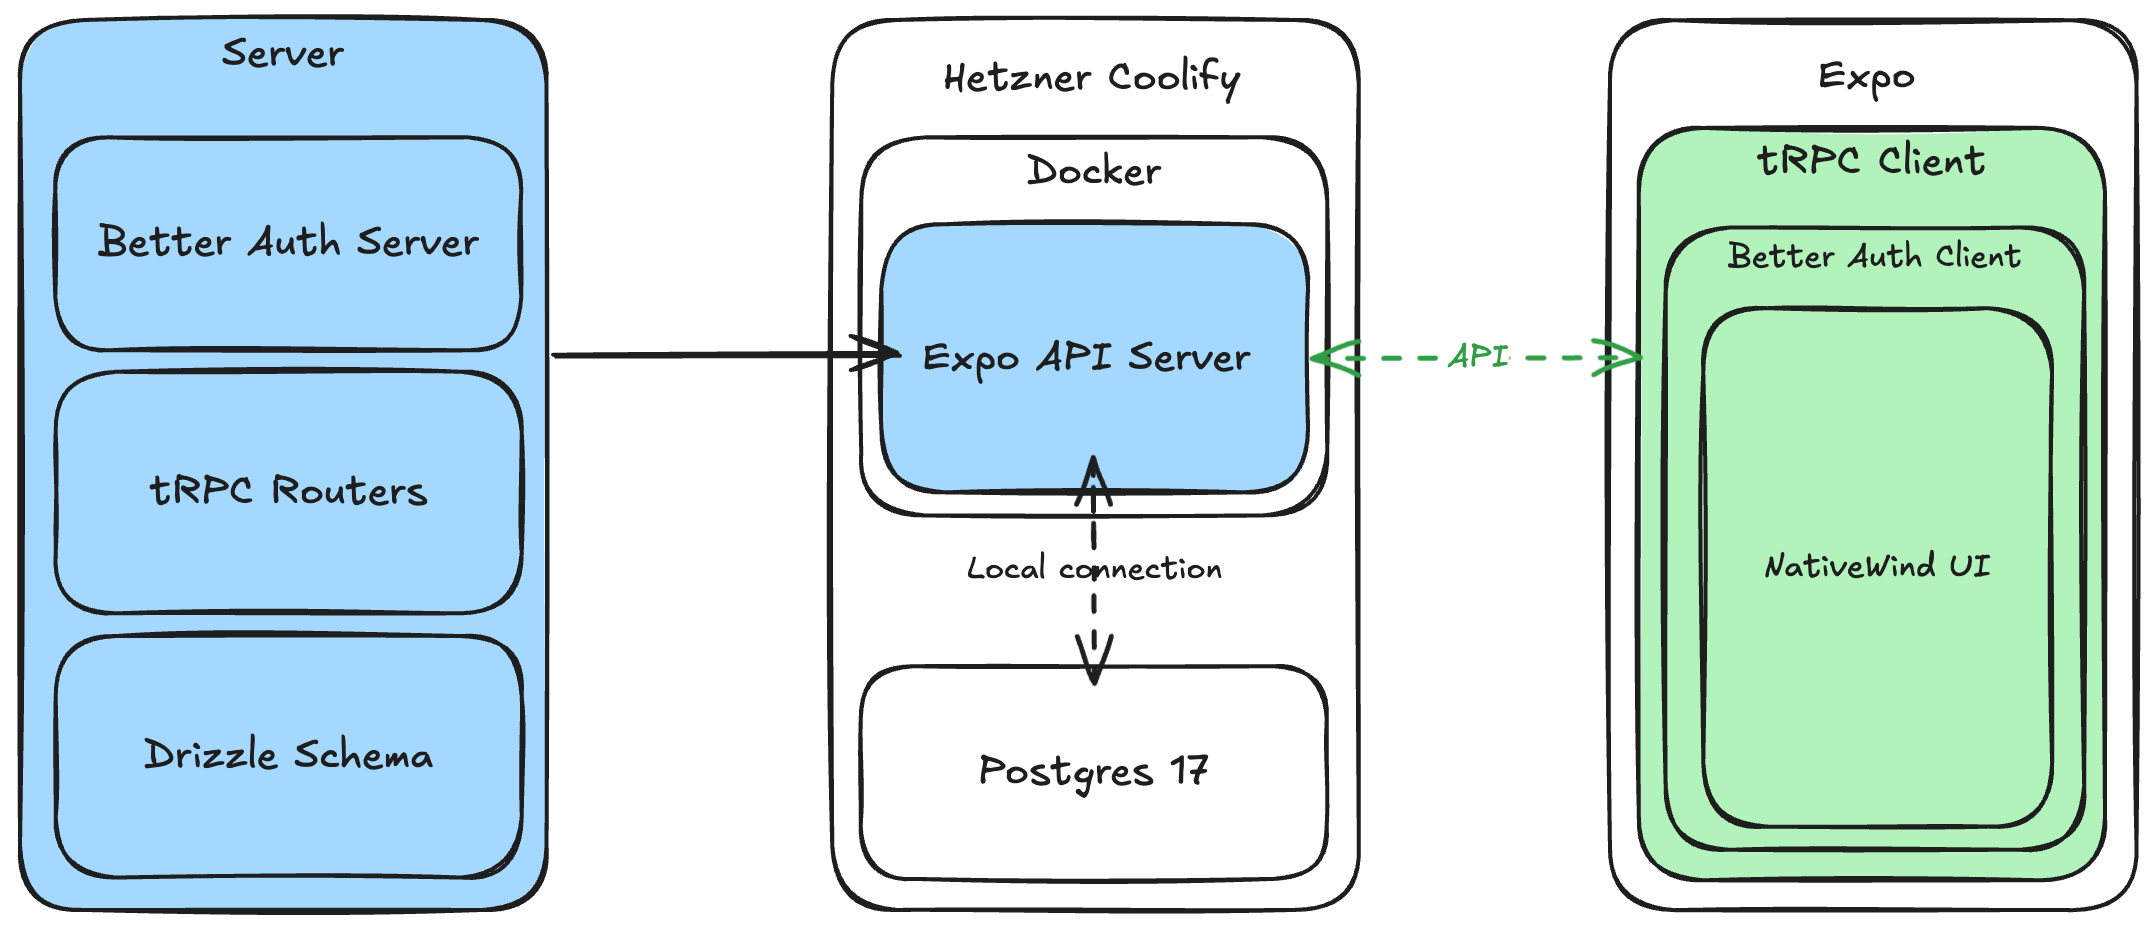 Server
Better Auth Server
tRPC Routers
Drizzle Schema
Hetzner Coolify
Docker
Expo API Server
Local connection
Postgres 17
API
Expo
tRPC Client
Better Auth Client
NativeWind UI